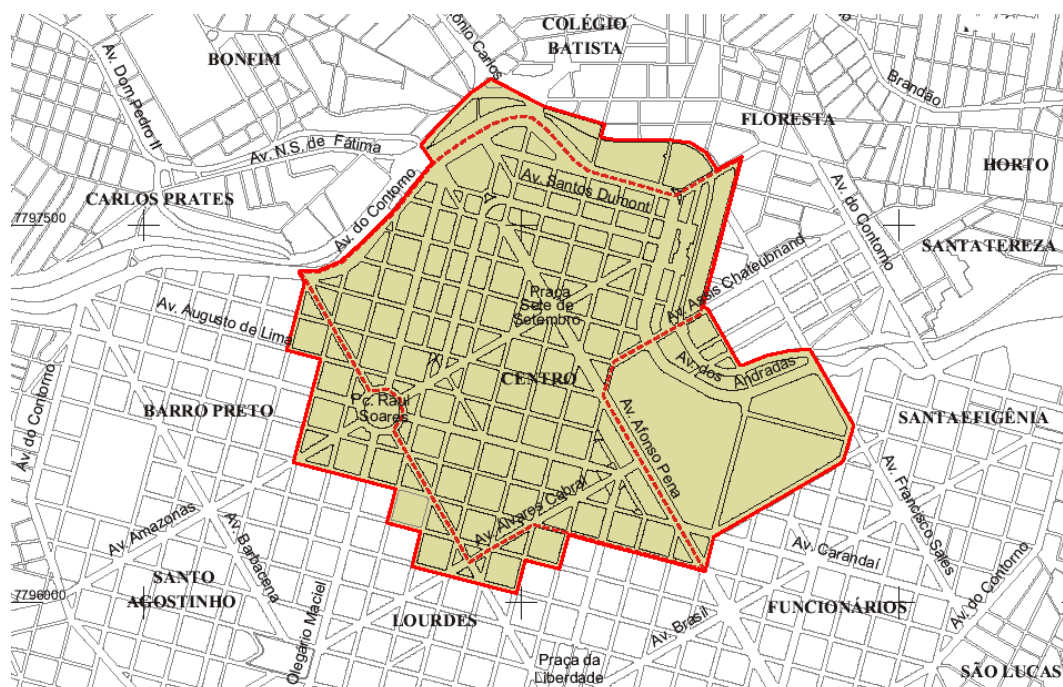 COLÉGIO
BATISTA
ônio Carlos
BONFIM
Av. Dom Pedro II
Brandão
FLORESTA
Av. N.S. de Fátima
HORTO
Av. Santos Dumont
CARLOS PRATES
Av. do Contorno
Av. do Contorno
7797500
SANTA TEREZA
Av. Assis Chateubriand
Praça
Sete de
Setembro
Av. Augusto de Lima
Av. dos Andradas
CENTRO
Pç. Raul
Soares
BARRO PRETO
Av. do Contorno
Av. Afonso Pena
SANTA EFIGÊNIA
Av. Álvares Cabral
Av. Francisco Sales
Av. Amazonas
Av. Barbacena
Av. Carandaí
SANTO
AGOSTINHO
7796000
Olegário Maciel
LOURDES
FUNCIONÁRIOS
Av. do Contorno
Av. Brasil
Praça da
Liberdade
SÃO LUCAS